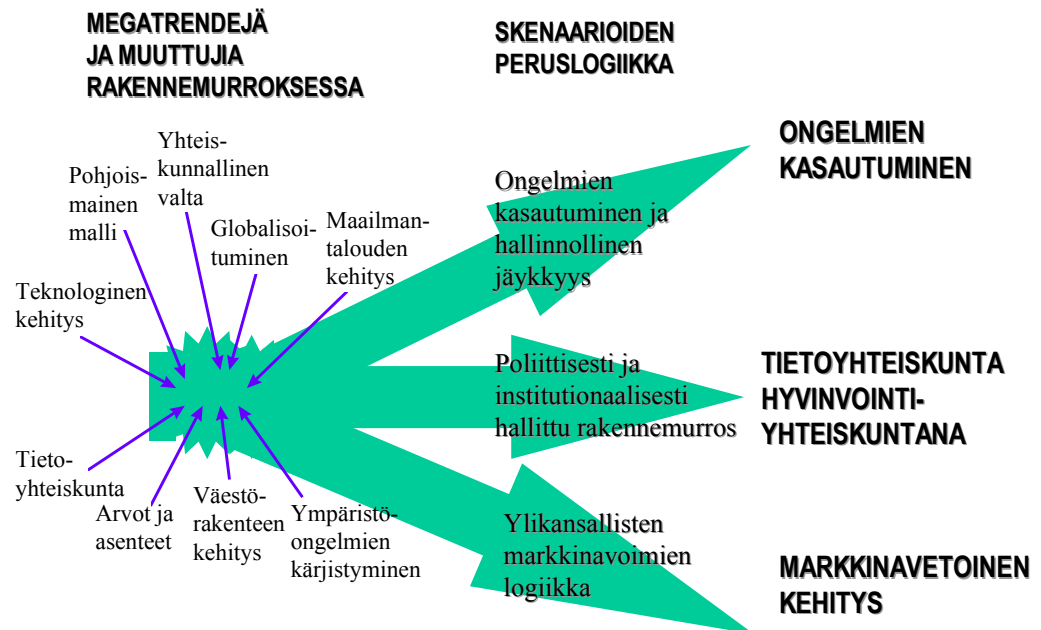 MEGATRENDEJÄ
JA MUUTTUJIA
RAKENNEMURROKSESSA
SKENAARIOIDEN
PERUSLOGIIKKA
ONGELMIEN
KASAUTUMINEN
Yhteis-
kunnallinen
valta
Pohjois-
mainen
malli
Globalisoi-
tuminen
Maailman-
talouden
kehitys
Teknologinen
kehitys
Ongelmien
kasautuminen ja
hallinnollinen
jäykkyys
Poliittisesti ja
institutionaalisesti
hallittu rakennemurros
TIETOYHTEISKUNTA
HYVINVOINTI-
YHTEISKUNTANA
Tieto-
yhteiskunta
Arvot ja
asenteet
Väestö-
rakenteen
kehitys
Ympäristö-
ongelmien
kärjistyminen
Ylikansallisten
markkinavoimien
logiikka
MARKKINAVETOINEN
KEHITYS